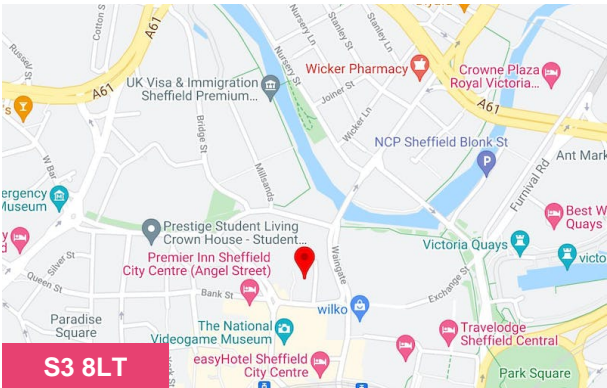 A61
Cotton S
Russell St
A61
's
W Bar
UK Visa & Immigration
Sheffield Premium...
Bridge St
Nursery St
Nursery Ln
Stanley St
Stanley St
Joiner St
Wicker Ln
Wicker Pharmacy
Crowne Plaza
Royal Victoria...
A61
NCP Sheffield Blonk St
P
Furnival Rd
Ant Mark
Millsands
ergency
Museum
Prestige Student Living
Crown House - Student...
Best W
Quays
Victoria Quays
victo
Silver St
Queen St
Premier Inn Sheffield
City Centre (Angel Street)
Waingate
Exchange St
Bank St
wilko
Paradise
Square
The National
Videogame Museum
Travelodge
Sheffield Central
easyHotel Sheffield
City Centre
Park Square
S3 8LT